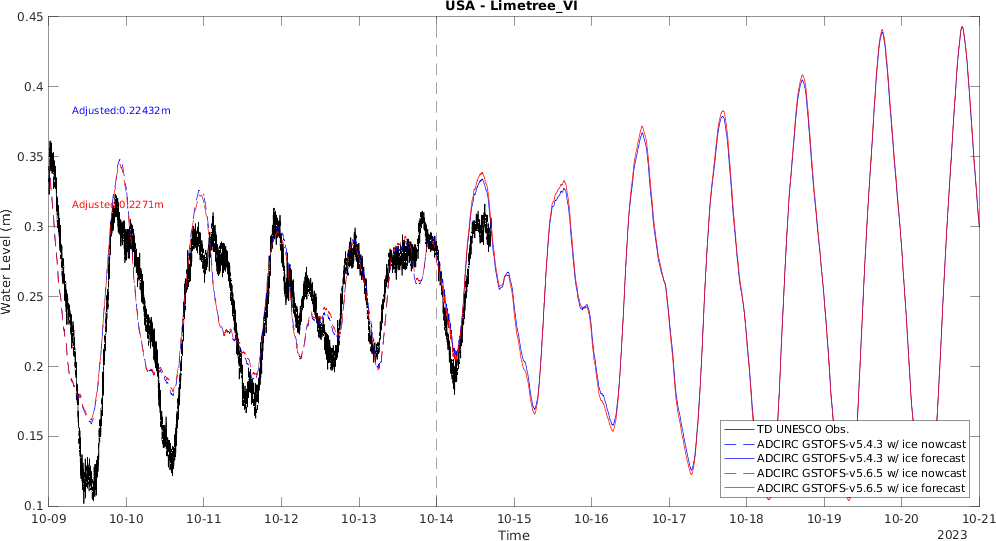 USA - Limetree_VI
0.45
0.4
0.35
0.3
0.25
0.2
0.15
0.1
Water Level (m)
Adjusted:0.22432m
Adjusted:0.2271m
TD UNESCO Obs.
ADCIRC GSTOFS-v5.4.3 w/ ice nowcast
ADCIRC GSTOFS-v5.4.3 w/ ice forecast
ADCIRC GSTOFS-v5.6.5 w/ ice nowcast
ADCIRC GSTOFS-v5.6.5 w/ ice forecast
10-09 10-10 10-11 10-12 10-13 10-14 10-15 10-16 10-17 10-18 10-19 10-20 10-21
Time
2023